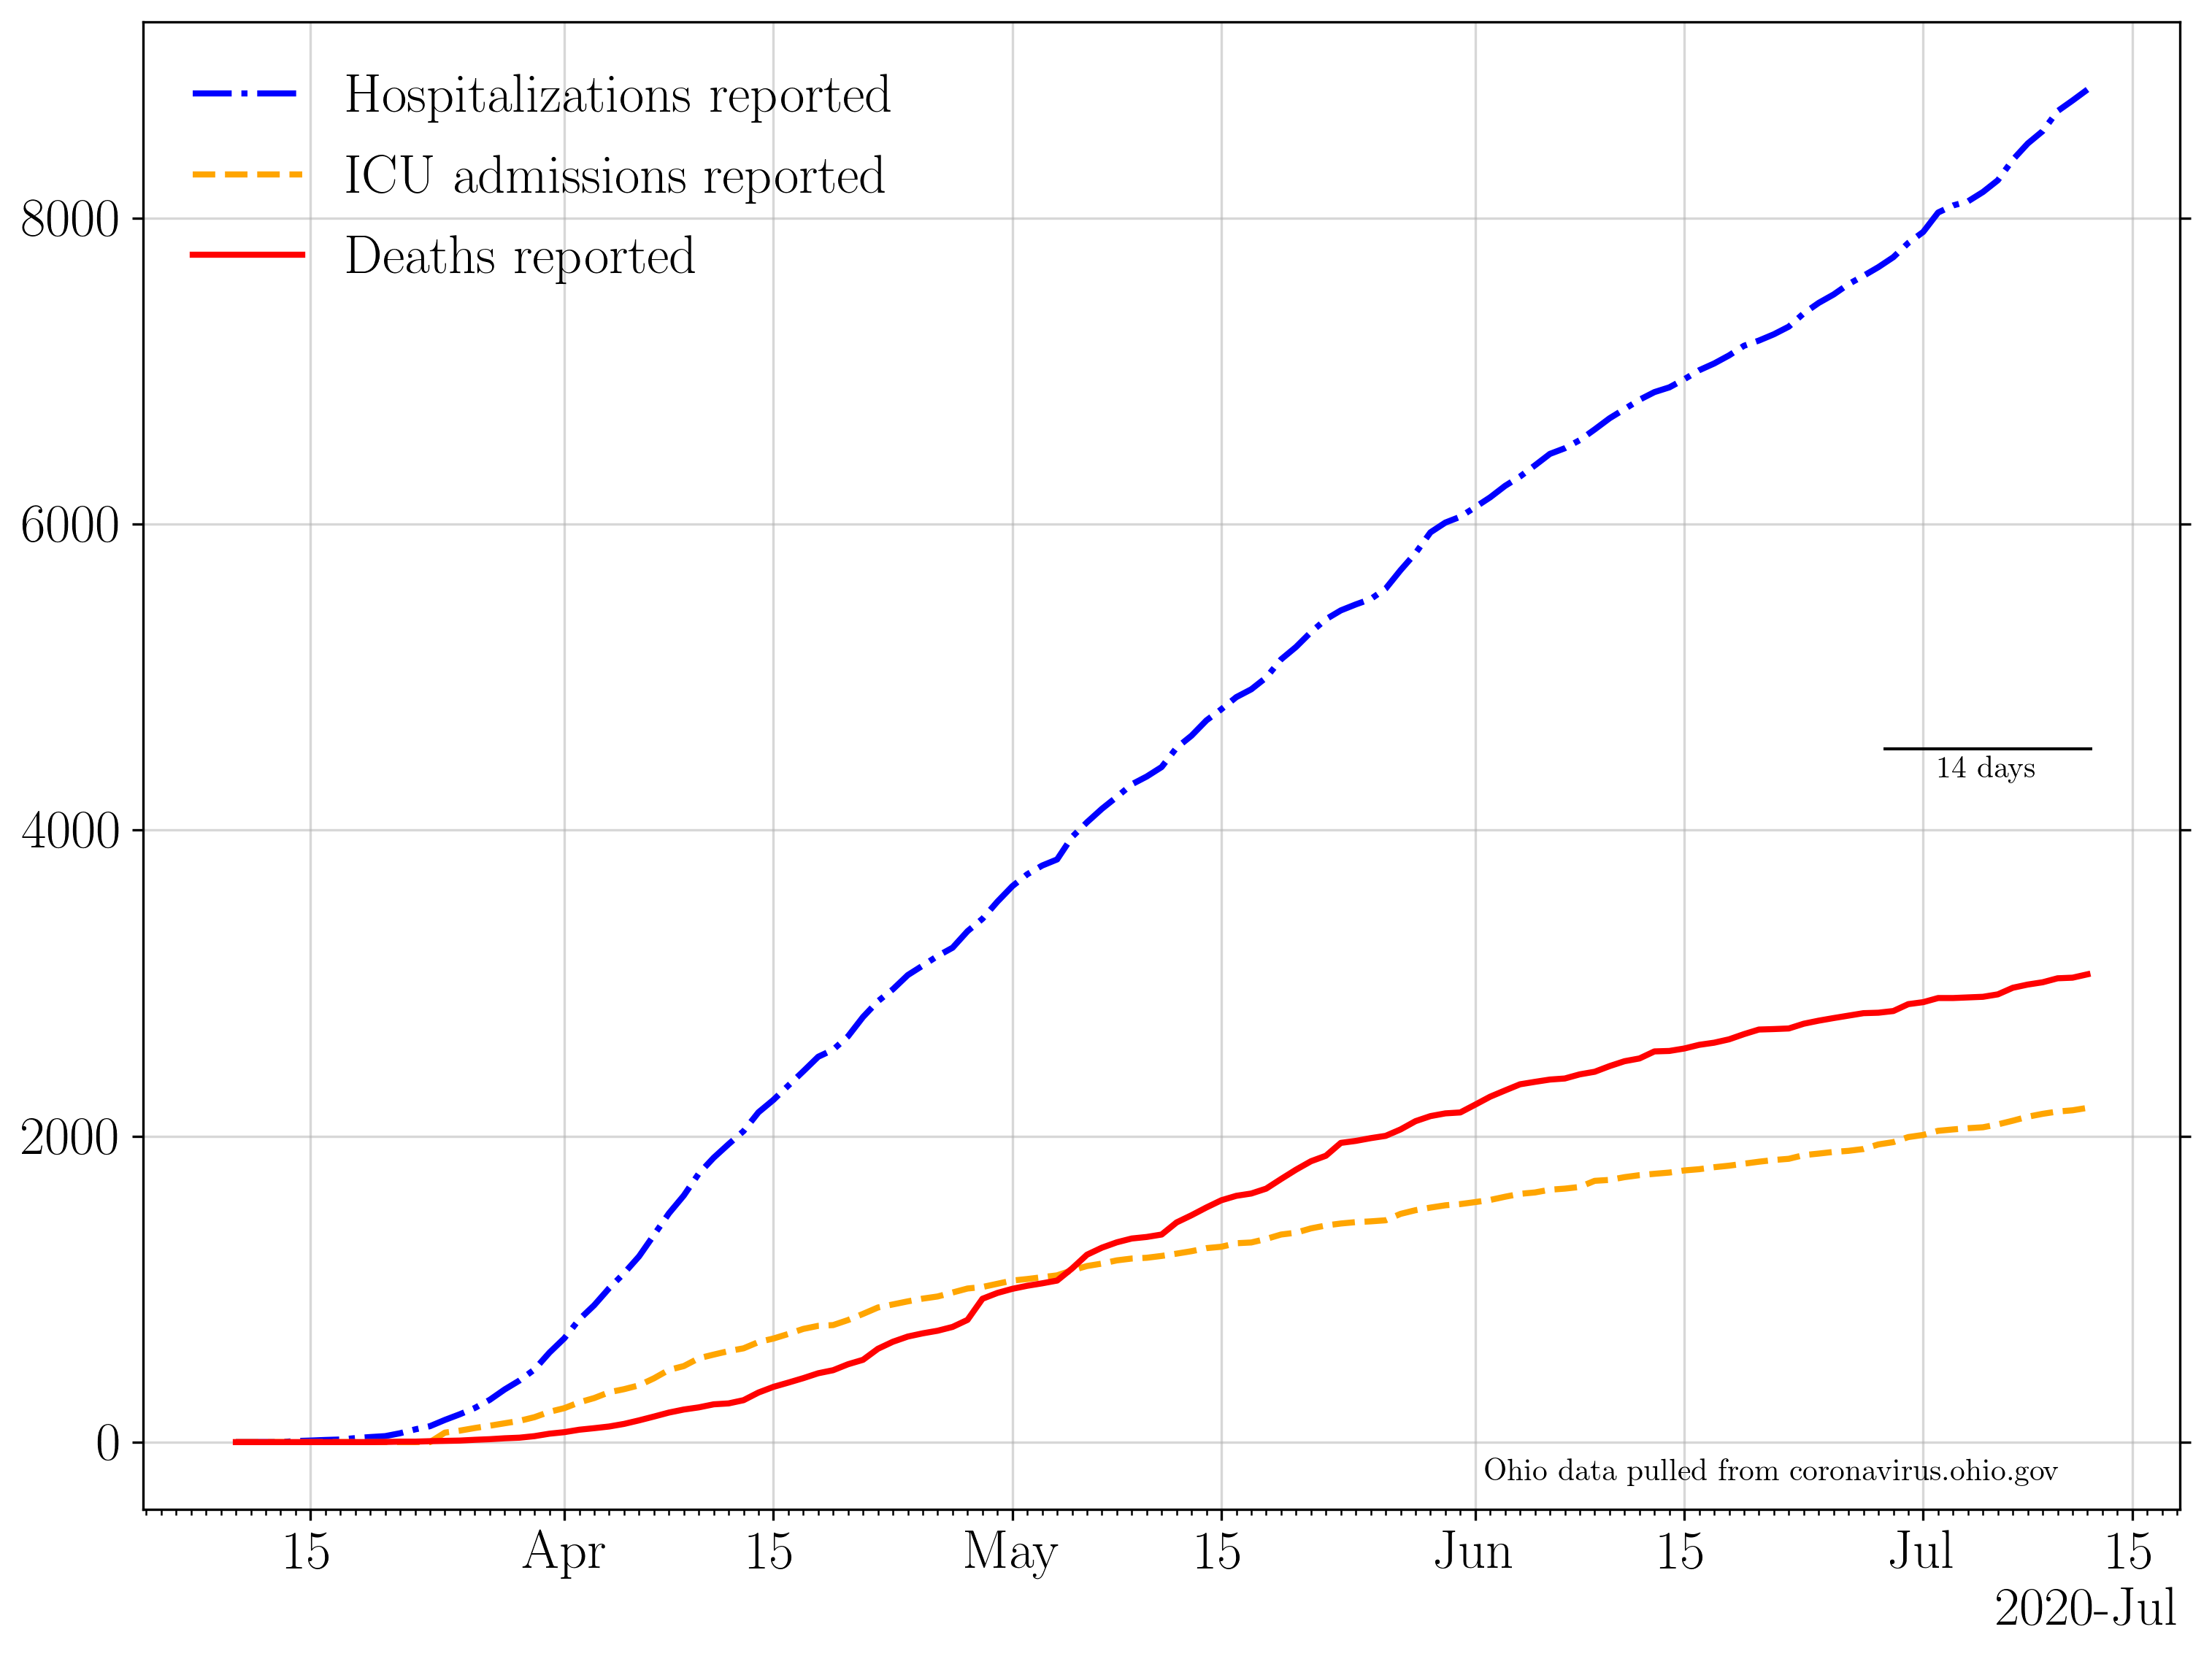 Hospitalizations reported
ICU admissions reported
Deaths reported
8000
6000
14 days
4000
2000
0
Ohio data pulled from coronavirus.ohio.gov
15 Apr 15 May 15 Jun 15 Jul 15
2020-Jul